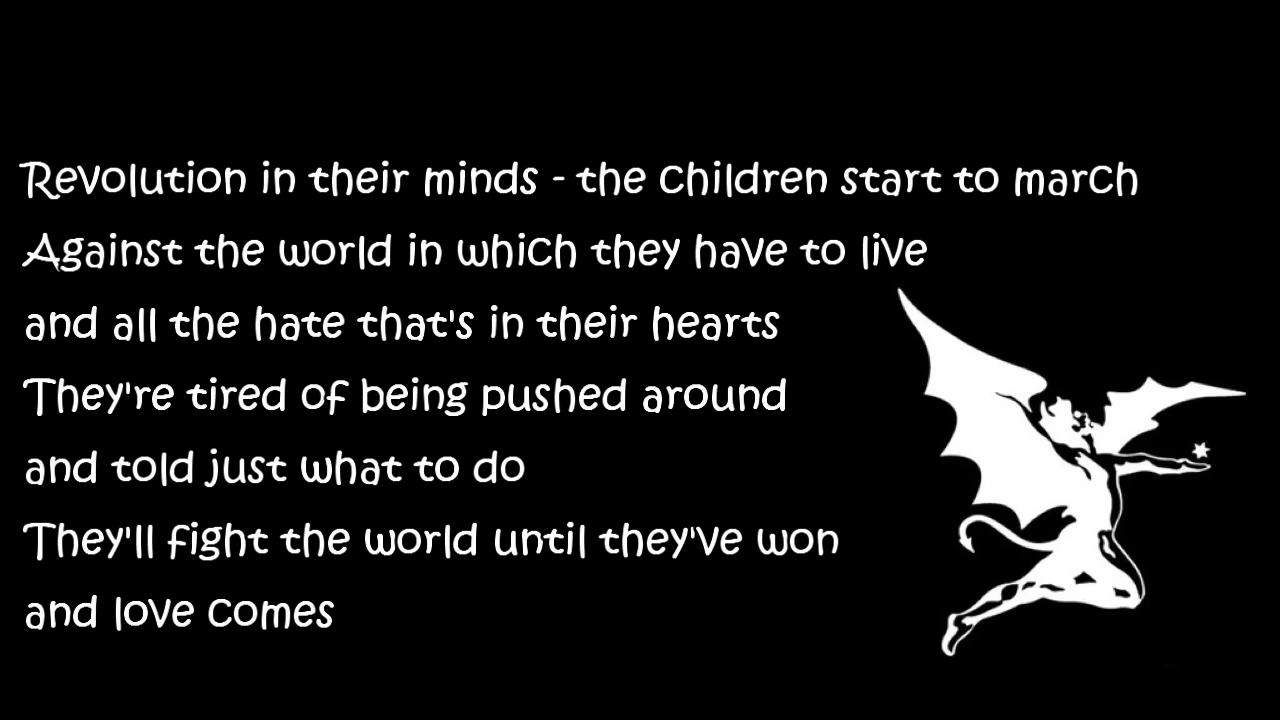 Revolution in their minds - the children start to march
Against the world in which they have to live
and all the hate that's in their hearts
They're tired of being pushed around
and told just what to do
They'll fight the world until they've won
and love comes